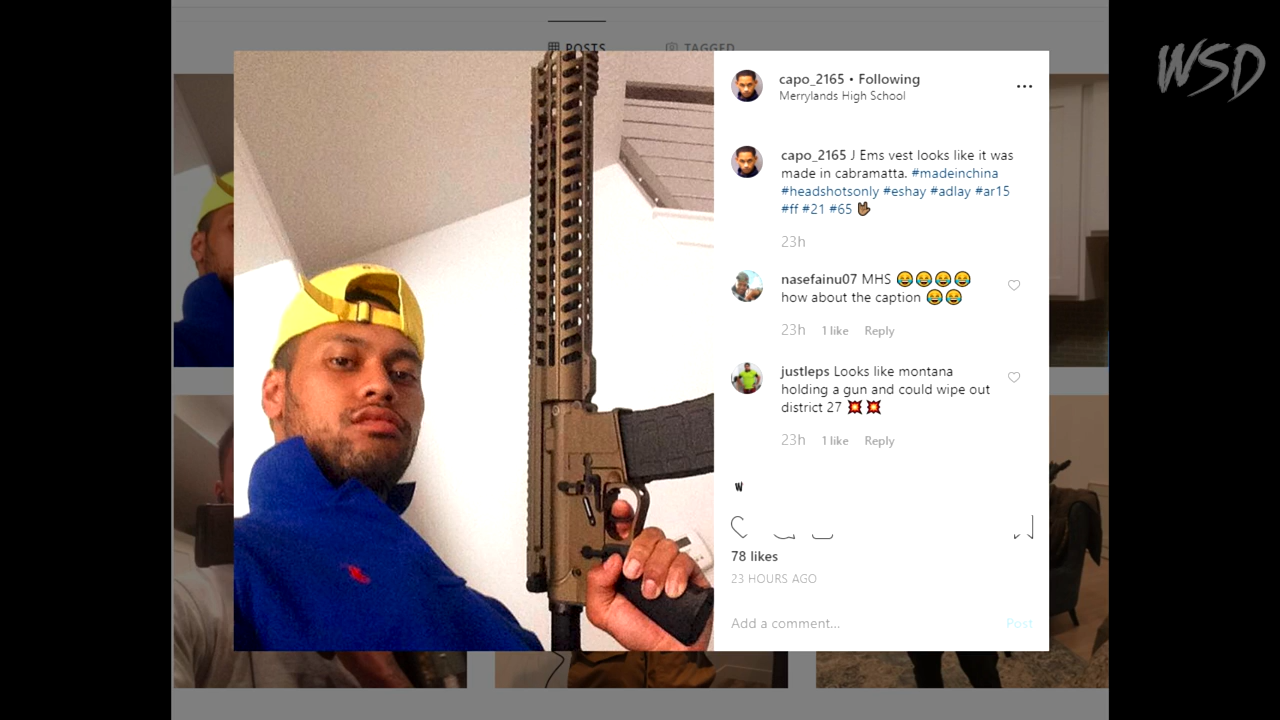 WSD
POSTS TAGGED
capo_2165 • Following
Merrylands High School
capo_2165 J Ems vest looks like it was
made in cabramatta. #madeinchina
#headshotsonly #eshay #adlay #ar15
#ff #21 #65 
23h
nasefainu07 MHS 😂😂😂😂
how about the caption 😂😂
23h 1 like Reply
justleps Looks like montana
holding a gun and could wipe out
district 27 💥💥
23h 1 like Reply
W
78 likes
23 HOURS AGO
Add a comment... Post